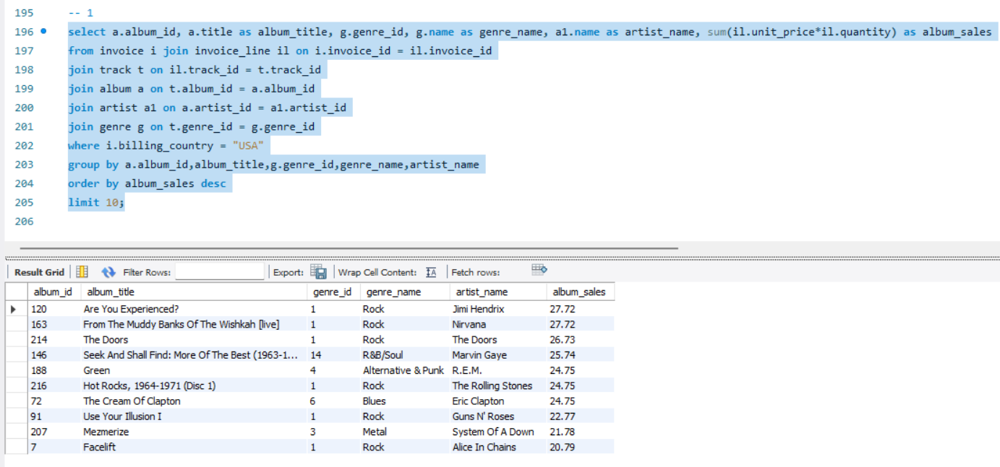 195 -- 1
196 select a.album_id, a.title as album_title, g.genre_id, g.name as genre_name, a1.name as artist_name, sum(il.unit_price*il.quantity) as album_sales
197 from invoice i join invoice_line il on i.invoice_id = il.invoice_id
198 join track t on il.track_id = t.track_id
199 join album a on t.album_id = a.album_id
200 join artist a1 on a.artist_id = a1.artist_id
201 join genre g on t.genre_id = g.genre_id
202 where i.billing_country = "USA"
203 group by a.album_id,album_title,g.genre_id,genre_name,artist_name
204 order by album_sales desc
205 limit 10;
206
Result Grid Filter Rows: Export: Wrap Cell Content: IA Fetch rows:
album_id album_title genre_id genre_name artist_name album_sales
120 Are You Experienced? 1 Rock Jimi Hendrix 27.72
163 From The Muddy Banks Of The Wishkah [live] 1 Rock Nirvana 27.72
214 The Doors 1 Rock The Doors 26.73
146 Seek And Shall Find: More Of The Best (1963-1... 14 R&B/Soul Marvin Gaye 25.74
188 Green 4 Alternative & Punk R.E.M. 24.75
216 Hot Rocks, 1964-1971 (Disc 1) 1 Rock The Rolling Stones 24.75
72 The Cream Of Clapton 6 Blues Eric Clapton 24.75
91 Use Your Illusion I 1 Rock Guns N' Roses 22.77
207 Mezmerize 3 Metal System Of A Down 21.78
7 Facelift 1 Rock Alice In Chains 20.79